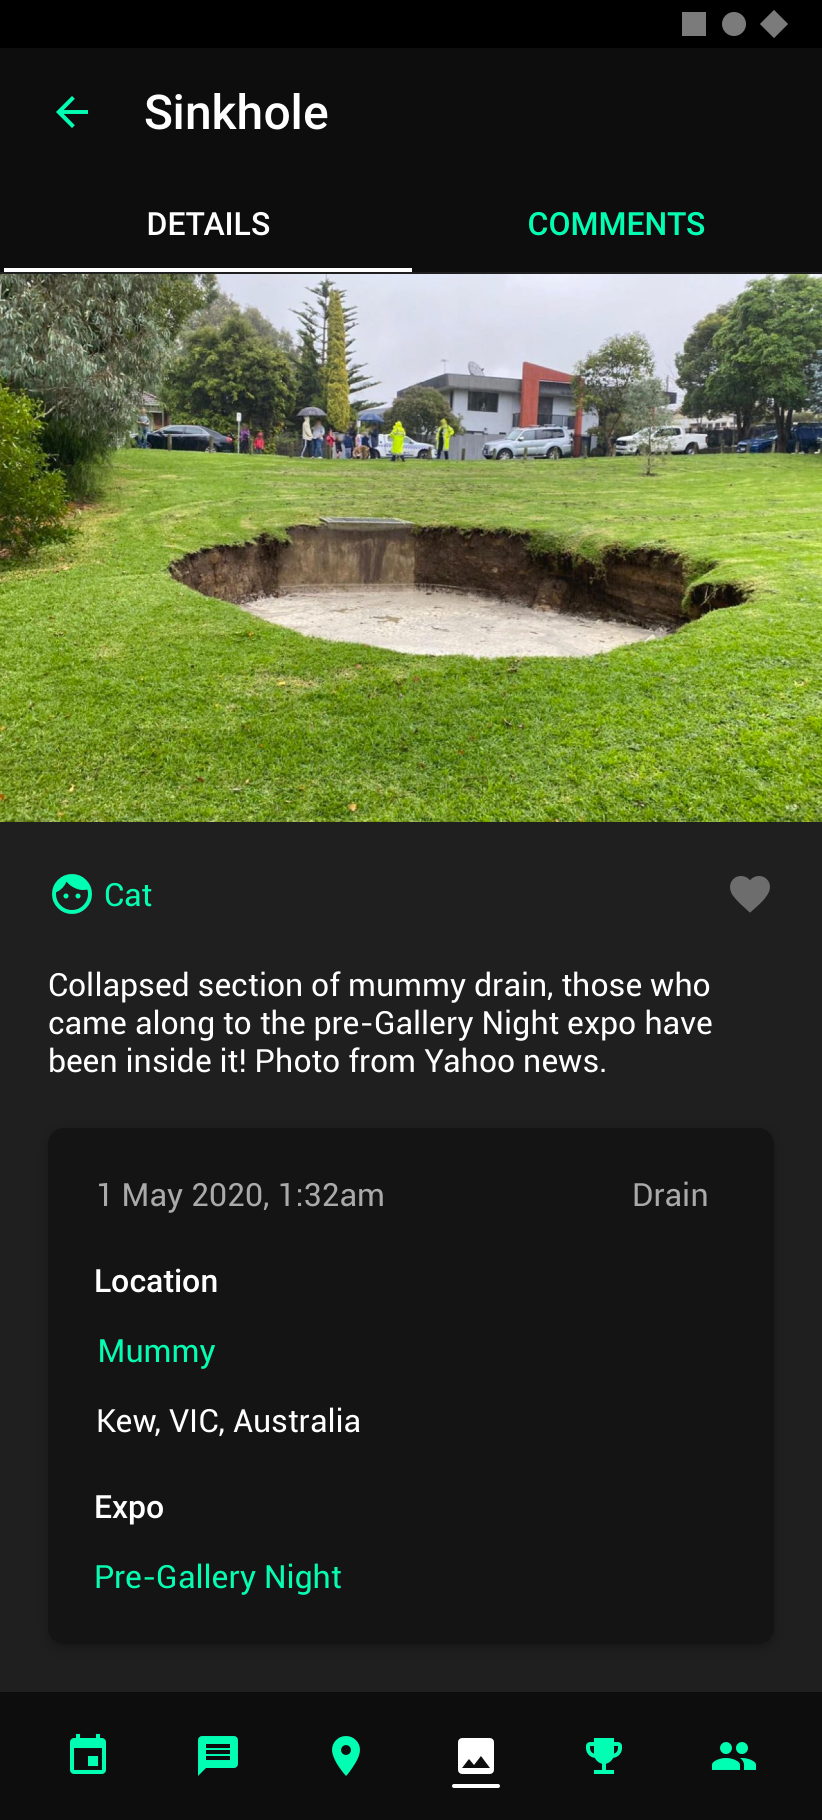 Sinkhole
DETAILS
COMMENTS
Cat
Collapsed section of mummy drain, those who
came along to the pre-Gallery Night expo have
been inside it! Photo from Yahoo news.
1 May 2020, 1:32am
Drain
Location
Mummy
Kew, VIC, Australia
Expo
Pre-Gallery Night